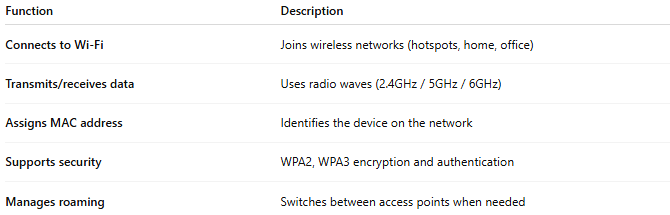 Function Description
Connects to Wi-Fi Joins wireless networks (hotspots, home, office)
Transmits/receives data Uses radio waves (2.4GHz / 5GHz / 6GHz)
Assigns MAC address Identifies the device on the network
Supports security WPA2, WPA3 encryption and authentication
Manages roaming Switches between access points when needed